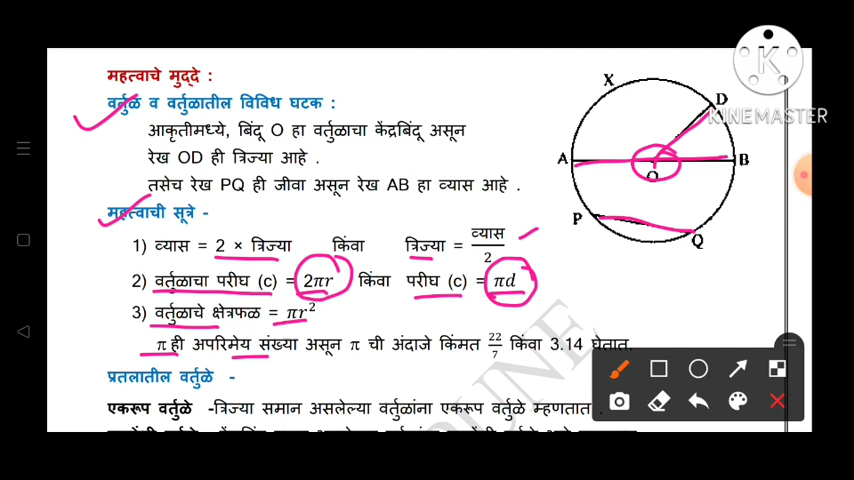 महत्वाचे मुद्दे :
वर्तुळ व वर्तुळातील विविध घटक :
आकृतीमध्ये, बिंदू O हा वर्तुळाचा केंद्रबिंदू असून
रेख OD ही त्रिज्या आहे .
तसेच रेख PQ ही जीवा असून रेख AB हा व्यास आहे .
महत्वाची सूत्रे -
1) व्यास = 2 × त्रिज्या किंवा त्रिज्या = व्यास/2
2) वर्तुळाचा परीघ (c) = 2πr किंवा परीघ (c) = πd
3) वर्तुळाचे क्षेत्रफळ = πr²
π ही अपरिमेय संख्या असून π ची अंदाजे किंमत 22/7 किंवा 3.14 घेतात.
प्रतलातील वर्तुळे -
एकरूप वर्तुळे -त्रिज्या समान असलेल्या वर्तुळांना एकरूप वर्तुळे म्हणतात .
X
D
A
O
B
P
Q
K
KINEMASTER